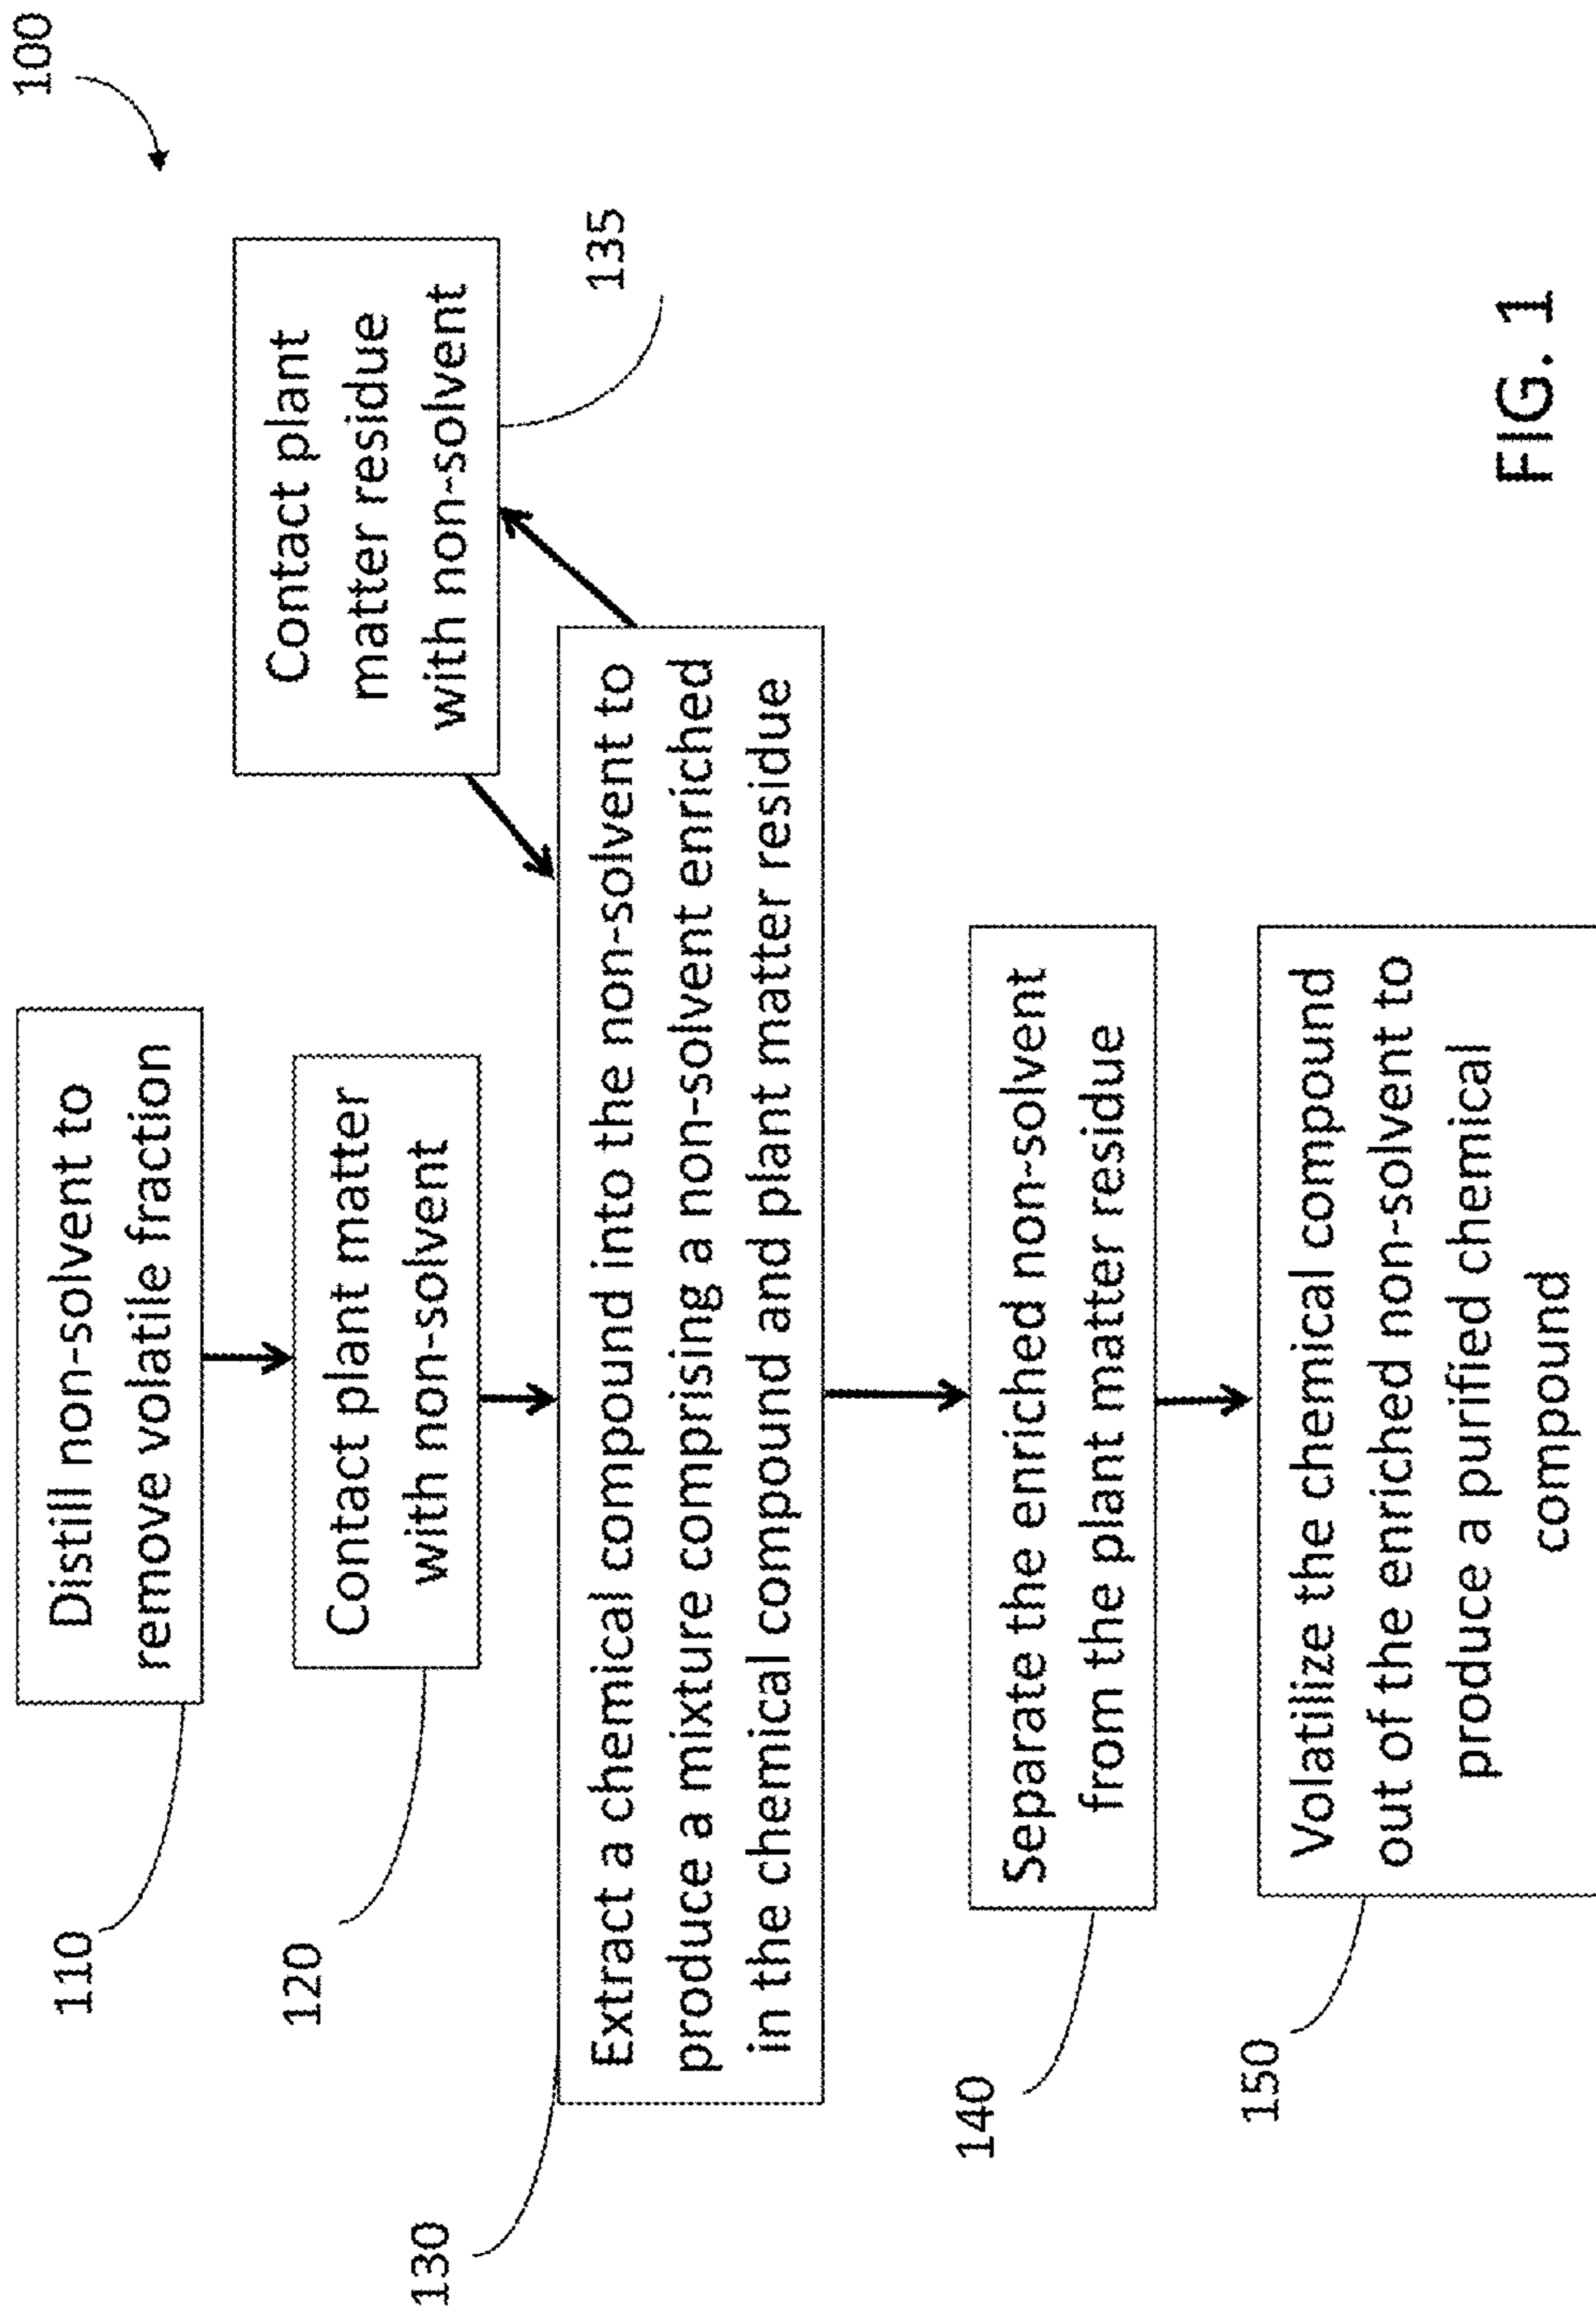 100
110
Distill non-solvent to
remove volatile fraction
120
Contact plant matter
with non-solvent
Contact plant
matter residue
with non-solvent
135
130
Extract a chemical compound into the non-solvent to
produce a mixture comprising a non-solvent enriched
in the chemical compound and plant matter residue
140
Separate the enriched non-solvent
from the plant matter residue
150
Volatilize the chemical compound
out of the enriched non-solvent to
produce a purified chemical
compound
FIG. 1